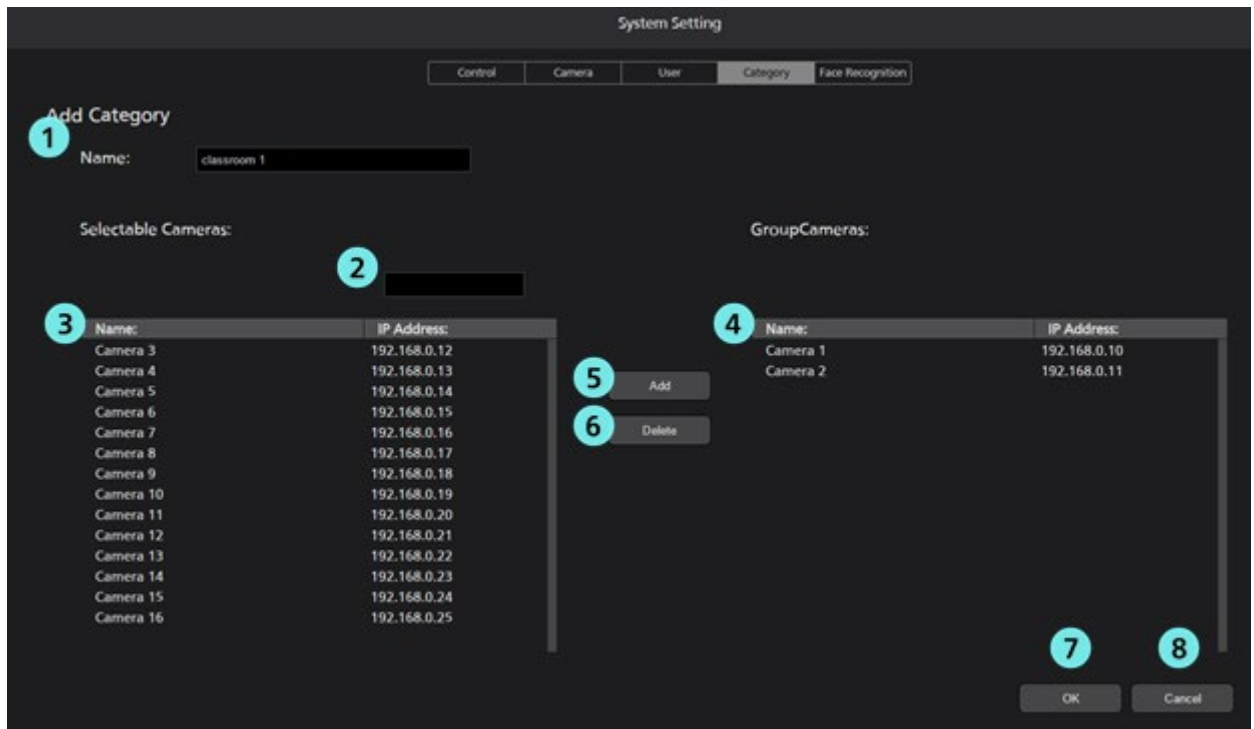 System Setting
Control Camera User Category Face Recognition
Add Category
1
Name: classroom 1
Selectable Cameras: GroupCameras:
2
3 Name: IP Address: 4 Name: IP Address:
Camera 3 192.168.0.12 Camera 1 192.168.0.10
Camera 4 192.168.0.13 Camera 2 192.168.0.11
Camera 5 192.168.0.14 5 Add
Camera 6 192.168.0.15
Camera 7 192.168.0.16 6 Delete
Camera 8 192.168.0.17
Camera 9 192.168.0.18
Camera 10 192.168.0.19
Camera 11 192.168.0.20
Camera 12 192.168.0.21
Camera 13 192.168.0.22
Camera 14 192.168.0.23
Camera 15 192.168.0.24
Camera 16 192.168.0.25
7 8
OK Cancel